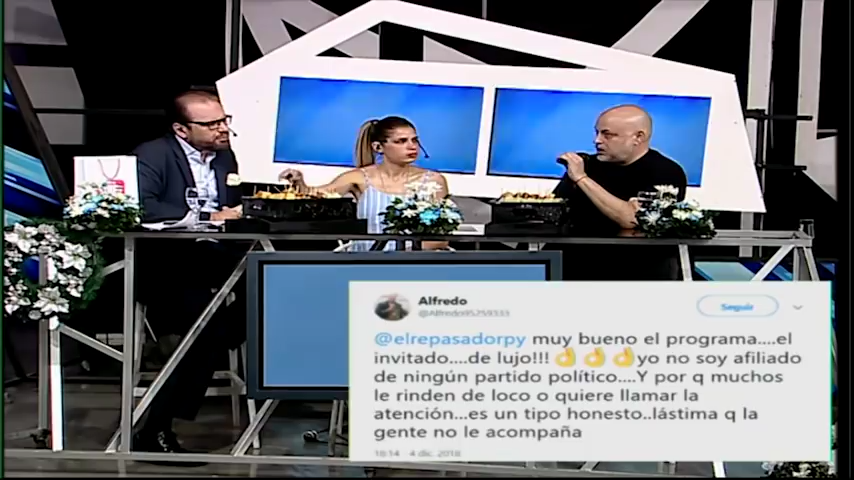 Alfredo
@Alfredo95259333
Seguir
@elrepasadorpy muy bueno el programa....el
invitado....de lujo!!! 👌👌👌yo no soy afiliado
de ningún partido político....Y por q muchos
le rinden de loco o quiere llamar la
atención...es un tipo honesto..lástima q la
gente no le acompaña
18:14 - 4 dic. 2018